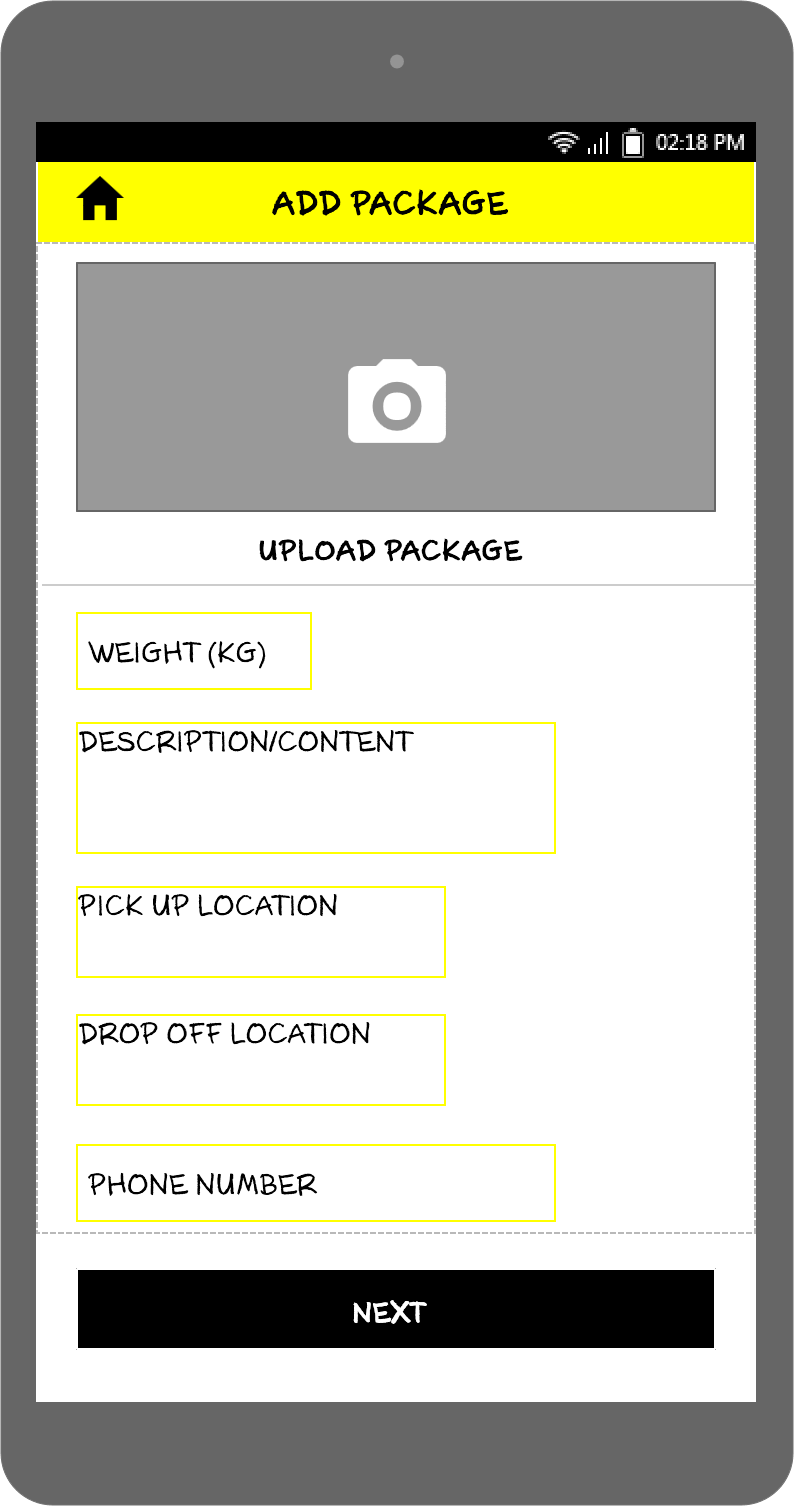 02:18 PM
ADD PACKAGE
UPLOAD PACKAGE
WEIGHT (KG)
DESCRIPTION/CONTENT
PICK UP LOCATION
DROP OFF LOCATION
PHONE NUMBER
NEXT